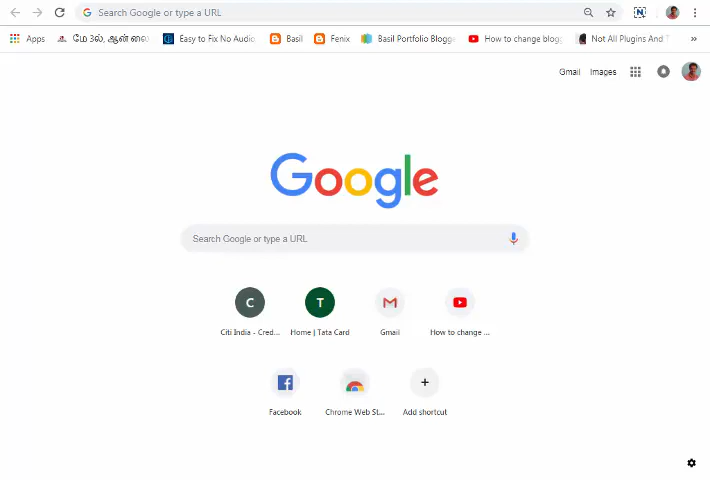 Search Google or type a URL
Apps மே 3ல், ஆன் லை Easy to Fix No Audio Basil Fenix Basil Portfolio Blogge How to change blog Not All Plugins And T »
Gmail Images
Google
Search Google or type a URL
C T
Citi India - Cred... Home | Tata Card Gmail How to change ...
Facebook Chrome Web St... Add shortcut